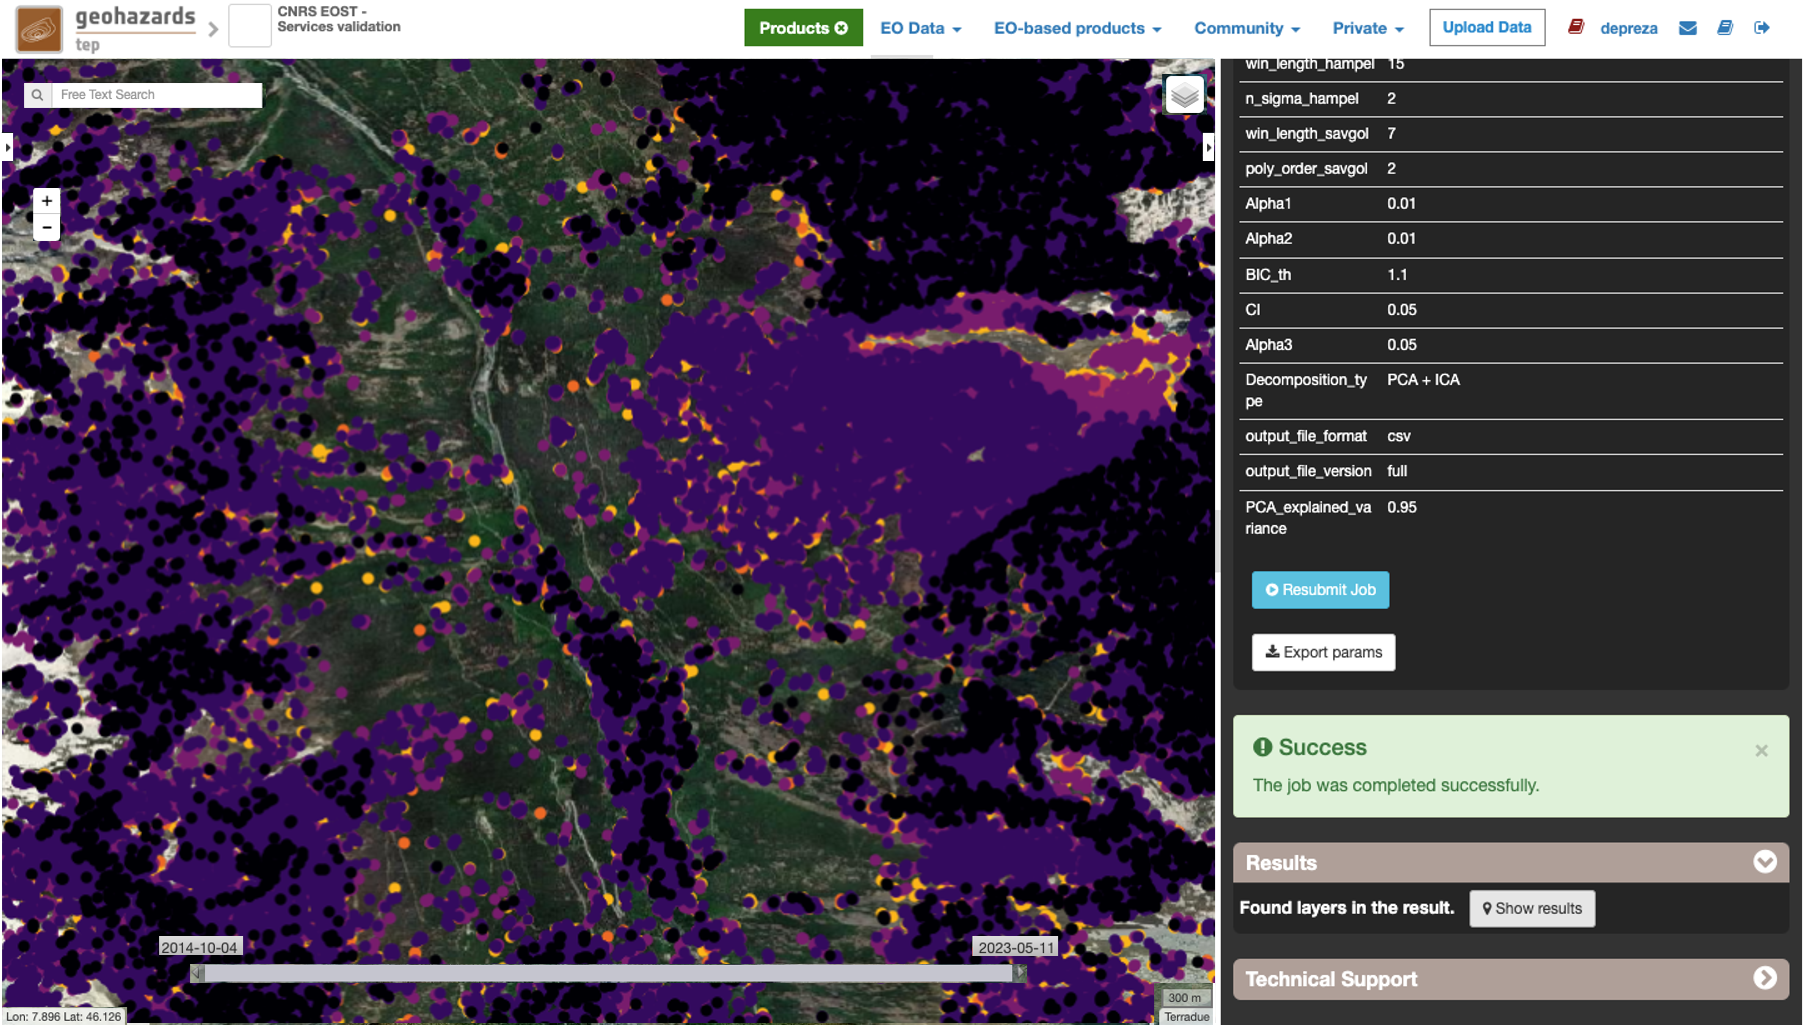 geohazards
tep
CNRS EOST -
Services validation
Products
EO Data
EO-based products
Community
Private
Upload Data
depreza
Free Text Search
+
-
2014-10-04
2023-05-11
300 m
Terradue
Lon: 7.896 Lat: 46.126
win_length_hampel 15
n_sigma_hampel 2
win_length_savgol 7
poly_order_savgol 2
Alpha1 0.01
Alpha2 0.01
BIC_th 1.1
CI 0.05
Alpha3 0.05
Decomposition_ty PCA + ICA
pe
output_file_format csv
output_file_version full
PCA_explained_va 0.95
riance
Resubmit Job
Export params
Success
The job was completed successfully.
Results
Found layers in the result. Show results
Technical Support